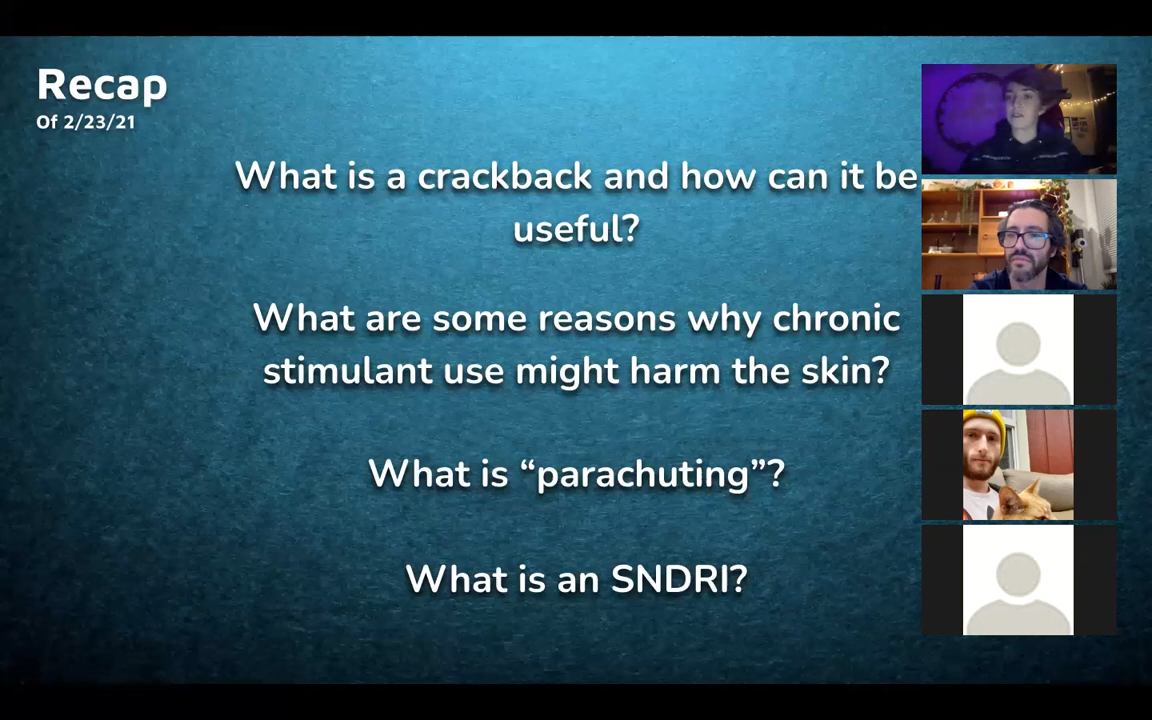 Recap
Of 2/23/21
What is a crackback and how can it be
useful?
What are some reasons why chronic
stimulant use might harm the skin?
What is “parachuting”?
What is an SNDRI?